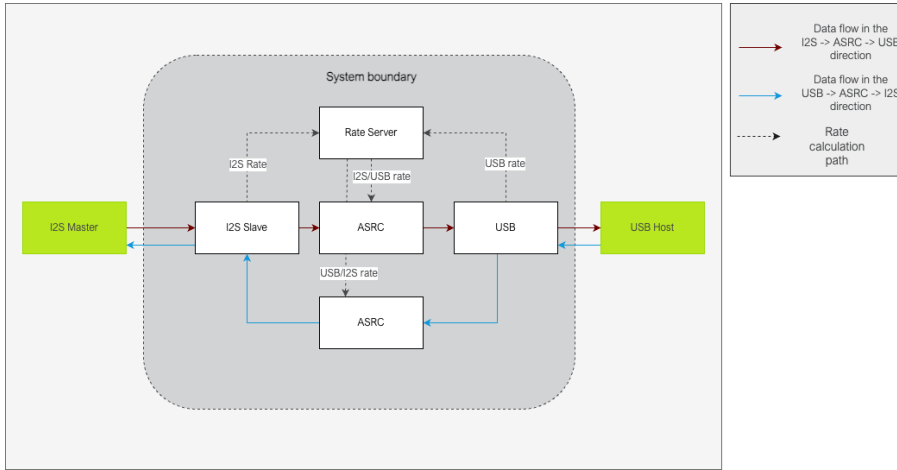 System boundary
Rate Server
I2S Rate
USB rate
I2S/USB rate
I2S Master
I2S Slave
ASRC
USB
USB Host
USB/I2S rate
ASRC
Data flow in the
I2S -> ASRC -> USB
direction
Data flow in the
USB -> ASRC -> I2S
direction
Rate
calculation
path